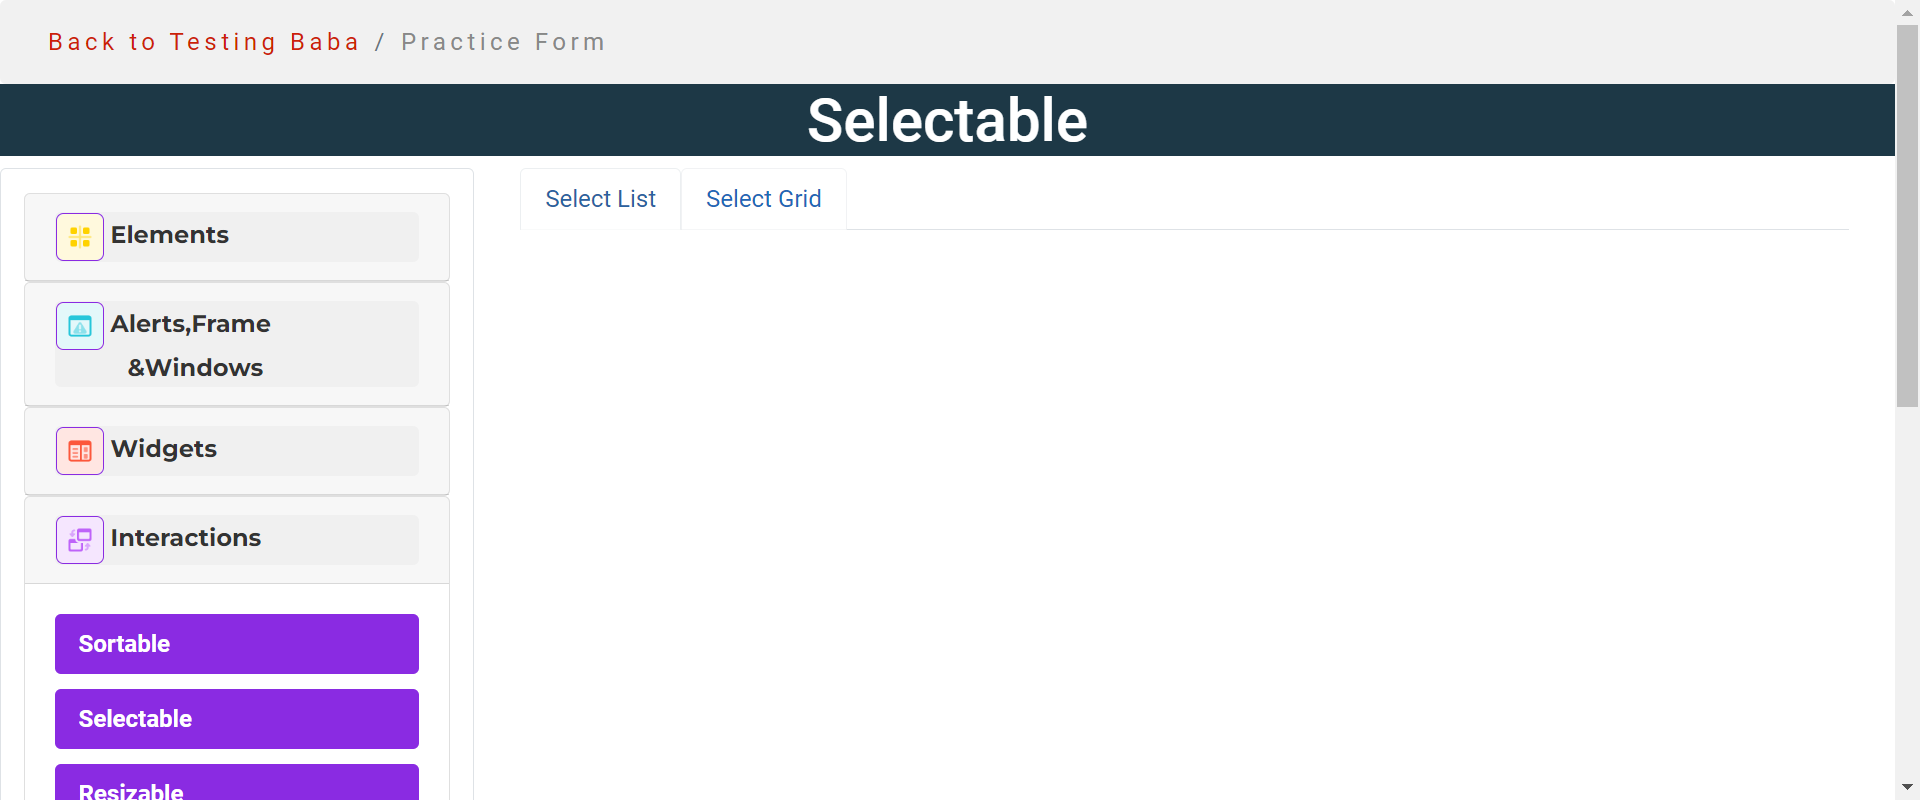 Back to Testing Baba / Practice Form
Selectable
Select List
Select Grid
Elements
Alerts,Frame
&Windows
Widgets
Interactions
Sortable
Selectable
Resizable